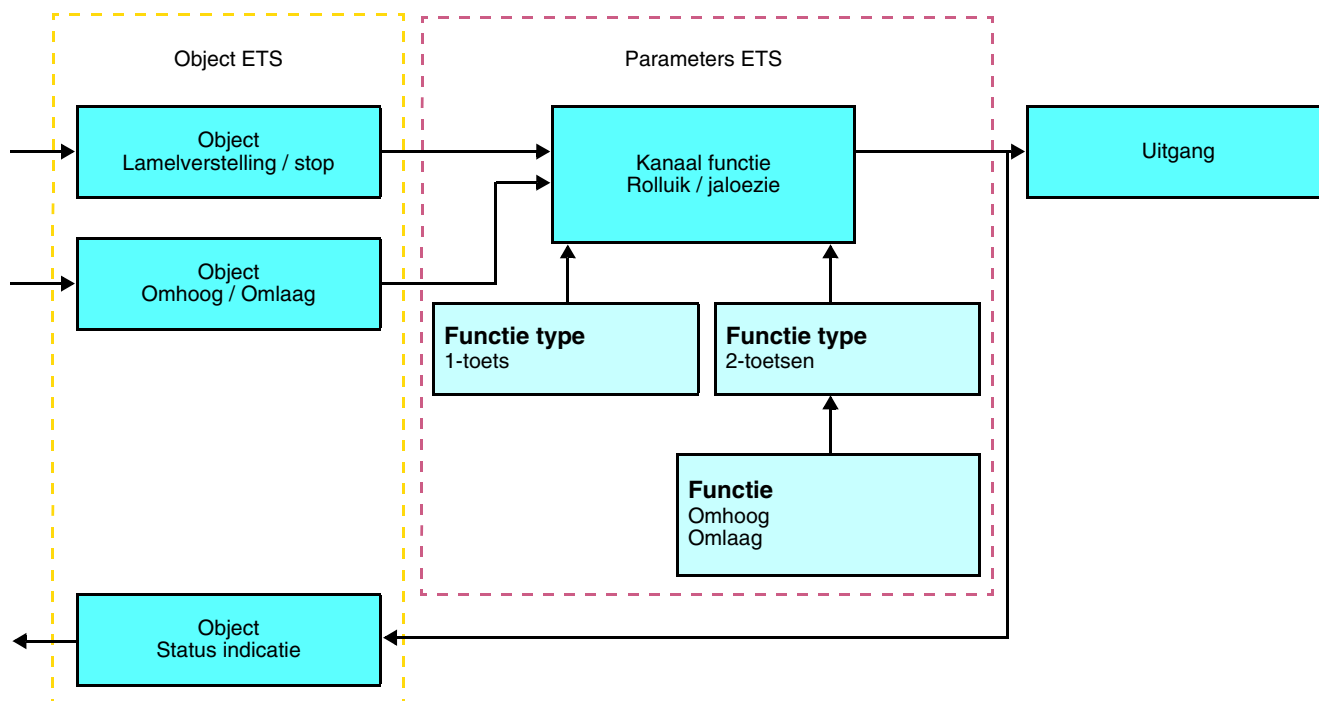 Object ETS
Parameters ETS
Object
Lamelverstelling / stop
Kanaal functie
Rolluik / jaloezie
Uitgang
Object
Omhoog / Omlaag
Functie type
1-toets
Functie type
2-toetsen
Functie
Omhoog
Omlaag
Object
Status indicatie